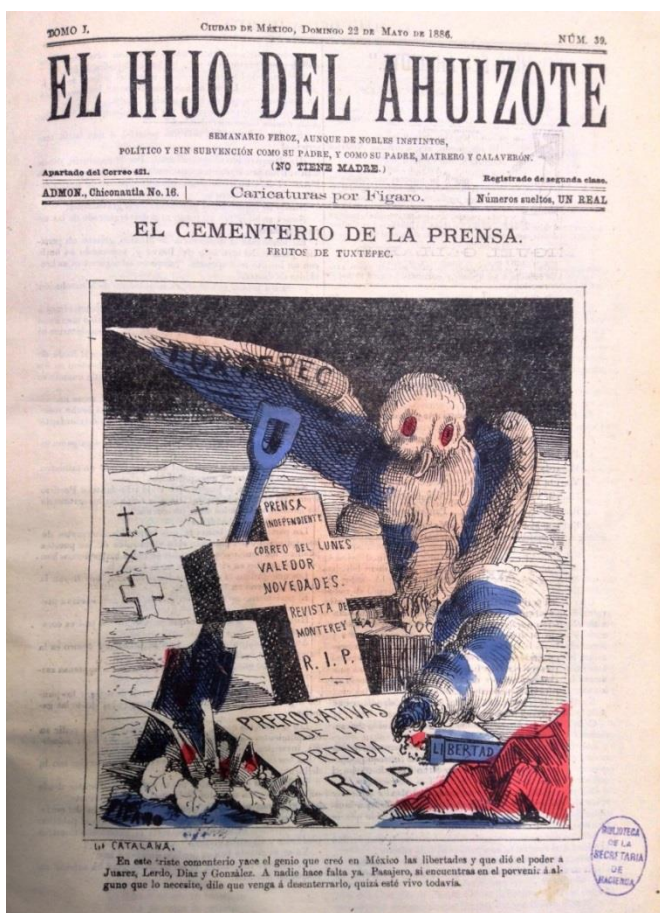 TOMO I.
CIUDAD DE MÉXICO, DOMINGO 22 DE MAYO DE 1886.
NÚM. 39.
EL HIJO DEL AHUIZOTE
SEMANARIO FEROZ, AUNQUE DE NOBLES INSTINTOS,
POLÍTICO Y SIN SUBVENCIÓN COMO SU PADRE, Y COMO SU PADRE, MATRERO Y CALAVERÓN.
(NO TIENE MADRE.)
Apartado del Correo 421.
Registrado de segunda clase.
ADMON., Chiconautla No. 16.
Caricaturas por Fígaro.
Números sueltos, UN REAL
EL CEMENTERIO DE LA PRENSA.
FRUTOS DE TUXTEPEC.
TUXTEPEC
PRENSA
INDEPENDIENTE
CORREO DEL LUNES
VALEDOR
NOVEDADES.
REVISTA DE
MONTEREY
R. I. P.
PREROGATIVAS
DE LA
PRENSA
R. I. P.
LIBERTAD
FIGARO
LIT CATALANA.
En este triste comenterio yace el genio que creó en México las libertades y que dió el poder a
Juarez, Lerdo, Diaz y González. A nadie hace falta ya. Pasajero, si encuentras en el porvenir á al-
guno que lo necesite, dile que venga á desenterrarlo, quizá esté vivo todavía.
BIBLIOTECA
DE LA
SECRETARIA
DE
HACIENDA